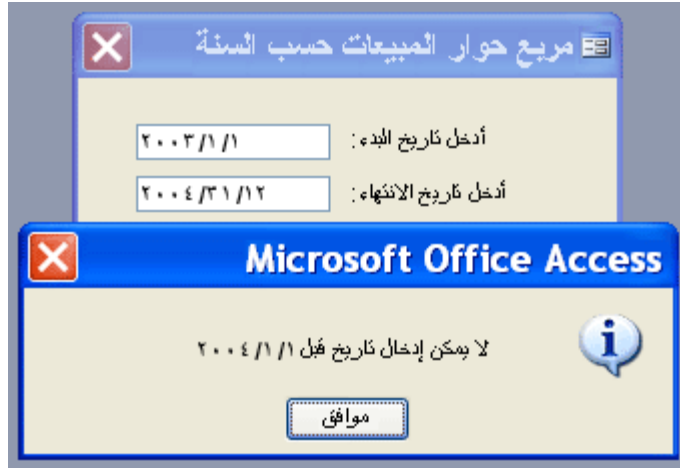 مربع حوار المبيعات حسب السنة
أدخل تاريخ البدء: ٢٠٠٣/١/١
أدخل تاريخ الانتهاء: ٢٠٠٤/٣١/١٢
Microsoft Office Access
لا يمكن إدخال تاريخ قبل ٢٠٠٤/١/١
موافق